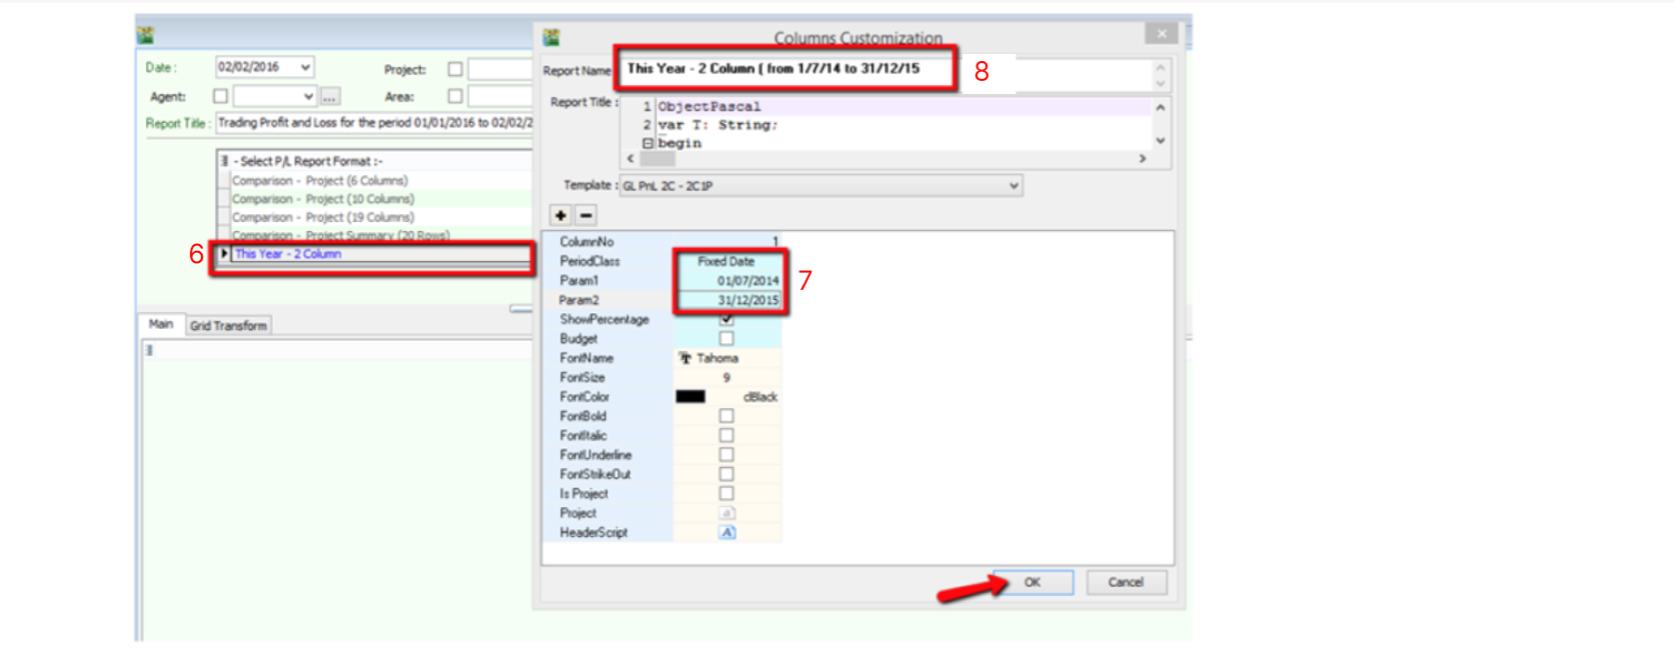 Columns Customization
Date : 02/02/2016 Project:
Agent: ... Area:
Report Title : Trading Profit and Loss for the period 01/01/2016 to 02/02/2
- Select P/L Report Format :-
Comparison - Project (6 Columns)
Comparison - Project (10 Columns)
Comparison - Project (19 Columns)
Comparison - Project Summary (20 Rows)
6 This Year - 2 Column
Main Grid Transform
Report Name This Year - 2 Column ( from 1/7/14 to 31/12/15 8
Report Title :
1 ObjectPascal
2 var T: String;
begin
Template : GL PnL 2C - 2C1P
ColumnNo 1
PeriodClass Fixed Date
Param1 01/07/2014 7
Param2 31/12/2015
ShowPercentage
Budget
FontName Tahoma
FontSize 9
FontColor clBlack
FontBold
FontItalic
FontUnderline
FontStrikeOut
Is Project
Project
HeaderScript
OK Cancel